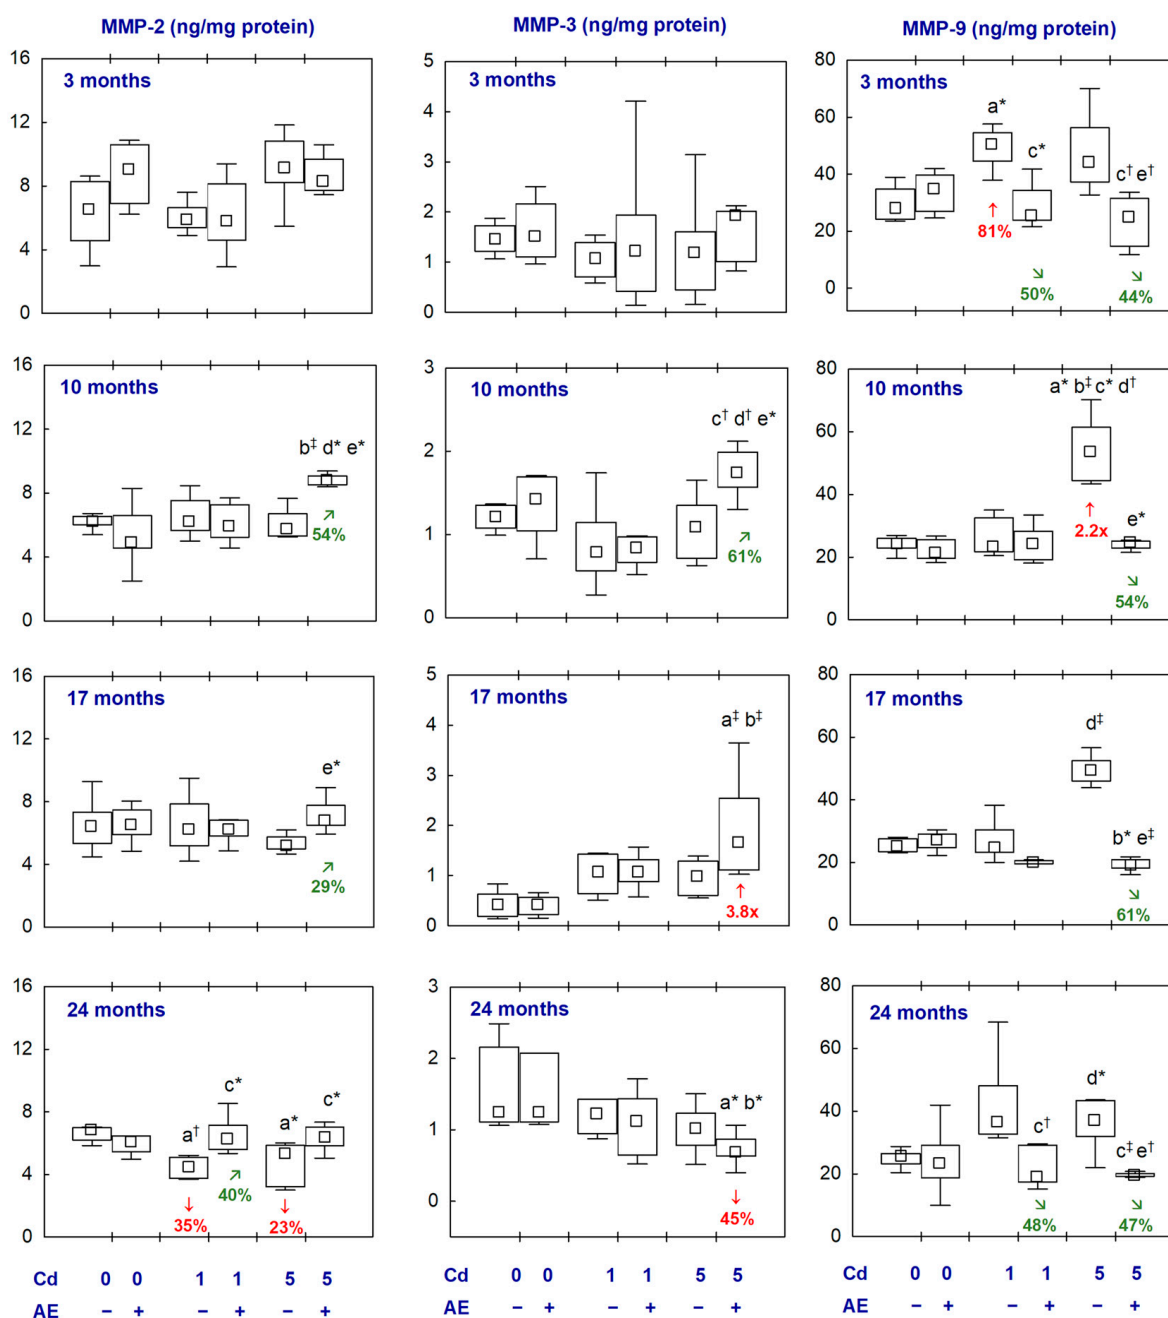 MMP-2 (ng/mg protein)
MMP-3 (ng/mg protein)
MMP-9 (ng/mg protein)
16
12
8
4
0
3 months
5
4
3
2
1
0
3 months
80
60
40
20
0
3 months
a*
c*
c† e†
↑
81%
↘
50%
↘
44%
16
12
8
4
0
10 months
b‡ d* e*
↗
54%
3
2
1
0
10 months
c† d† e*
↗
61%
80
60
40
20
0
10 months
a* b‡ c* d†
↑
2.2x
e*
↘
54%
16
12
8
4
0
17 months
e*
↗
29%
5
4
3
2
1
0
17 months
a‡ b‡
↑
3.8x
80
60
40
20
0
17 months
d‡
b* e‡
↘
61%
16
12
8
4
0
24 months
a†
c*
a*
c*
↓
35%
↗
40%
↓
23%
3
2
1
0
24 months
a* b*
↓
45%
80
60
40
20
0
24 months
c†
d*
c‡ e†
↘
48%
↘
47%
Cd 0 0 1 1 5 5
AE – + – + – +
Cd 0 0 1 1 5 5
AE – + – + – +
Cd 0 0 1 1 5 5
AE – + – + – +